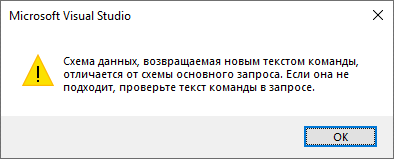 Microsoft Visual Studio
Схема данных, возвращаемая новым текстом команды,
отличается от схемы основного запроса. Если она не
подходит, проверьте текст команды в запросе.
OK